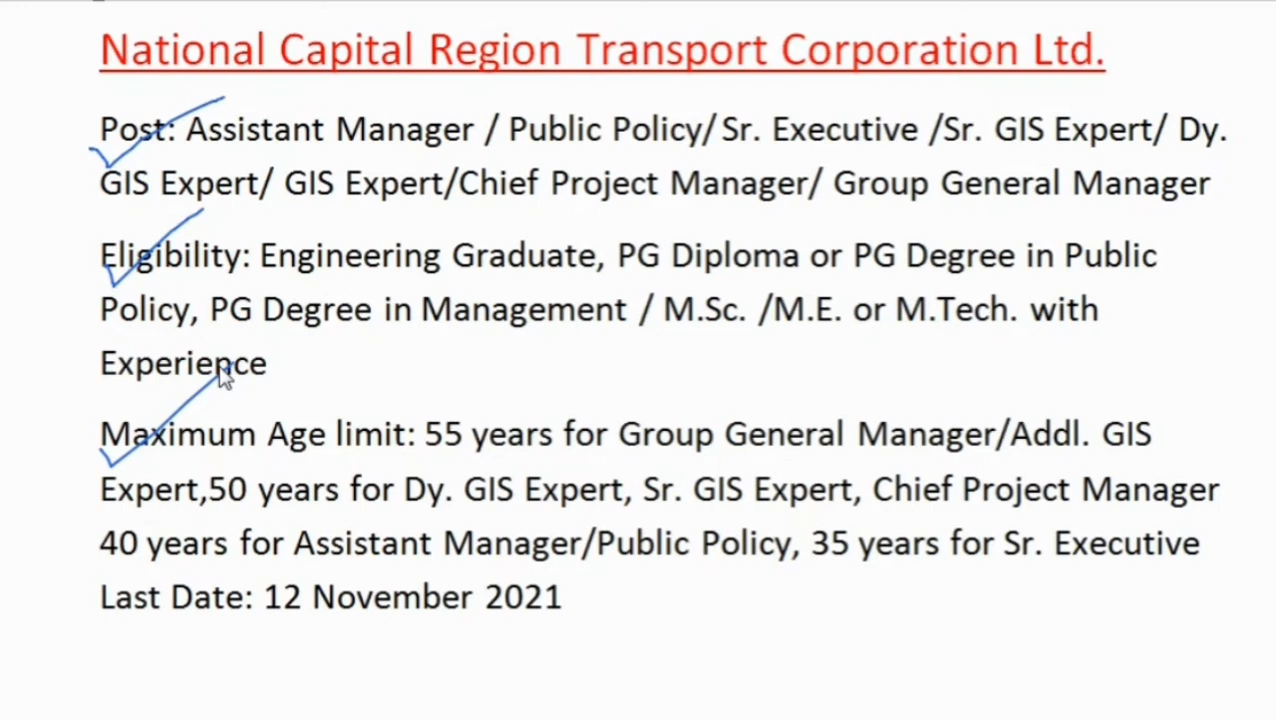 National Capital Region Transport Corporation Ltd.
Post: Assistant Manager / Public Policy/ Sr. Executive /Sr. GIS Expert/ Dy.
GIS Expert/ GIS Expert/Chief Project Manager/ Group General Manager
Eligibility: Engineering Graduate, PG Diploma or PG Degree in Public
Policy, PG Degree in Management / M.Sc. /M.E. or M.Tech. with
Experience
Maximum Age limit: 55 years for Group General Manager/Addl. GIS
Expert,50 years for Dy. GIS Expert, Sr. GIS Expert, Chief Project Manager
40 years for Assistant Manager/Public Policy, 35 years for Sr. Executive
Last Date: 12 November 2021